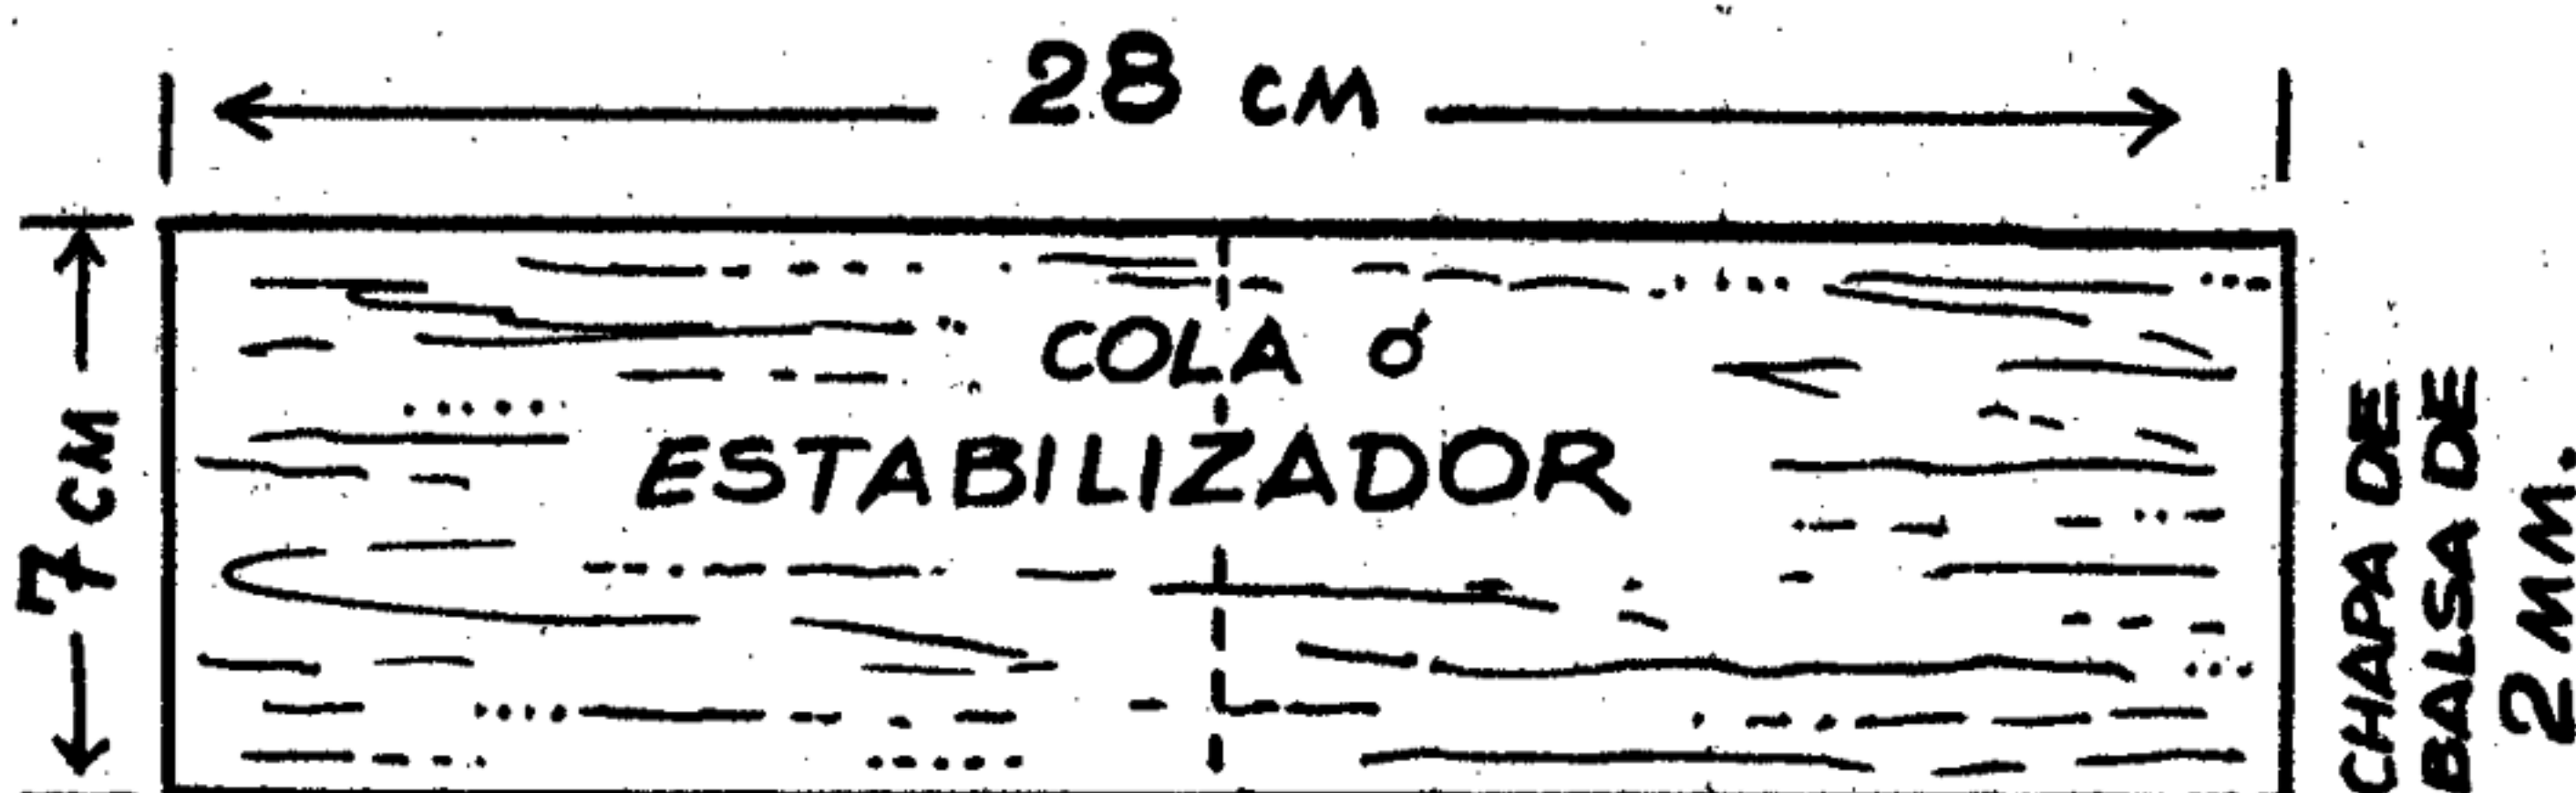 28 CM
7 CM
COLA Ó
ESTABILIZADOR
CHAPA DE
BALSA DE
2 MM.